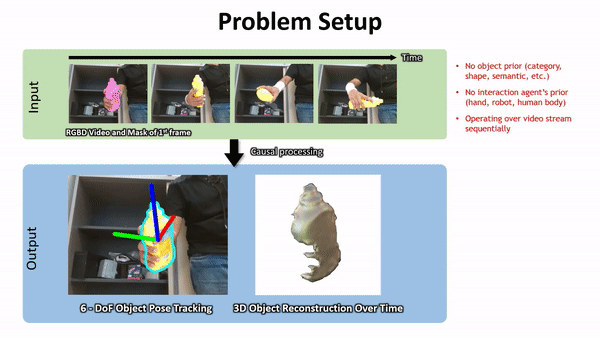 Problem Setup
Input
Time
RGBD Video and Mask of 1st frame
• No object prior (category,
shape, semantic, etc.)
• No interaction agent's prior
(hand, robot, human body)
• Operating over video stream
sequentially
Causal processing
Output
6 - DoF Object Pose Tracking
3D Object Reconstruction Over Time